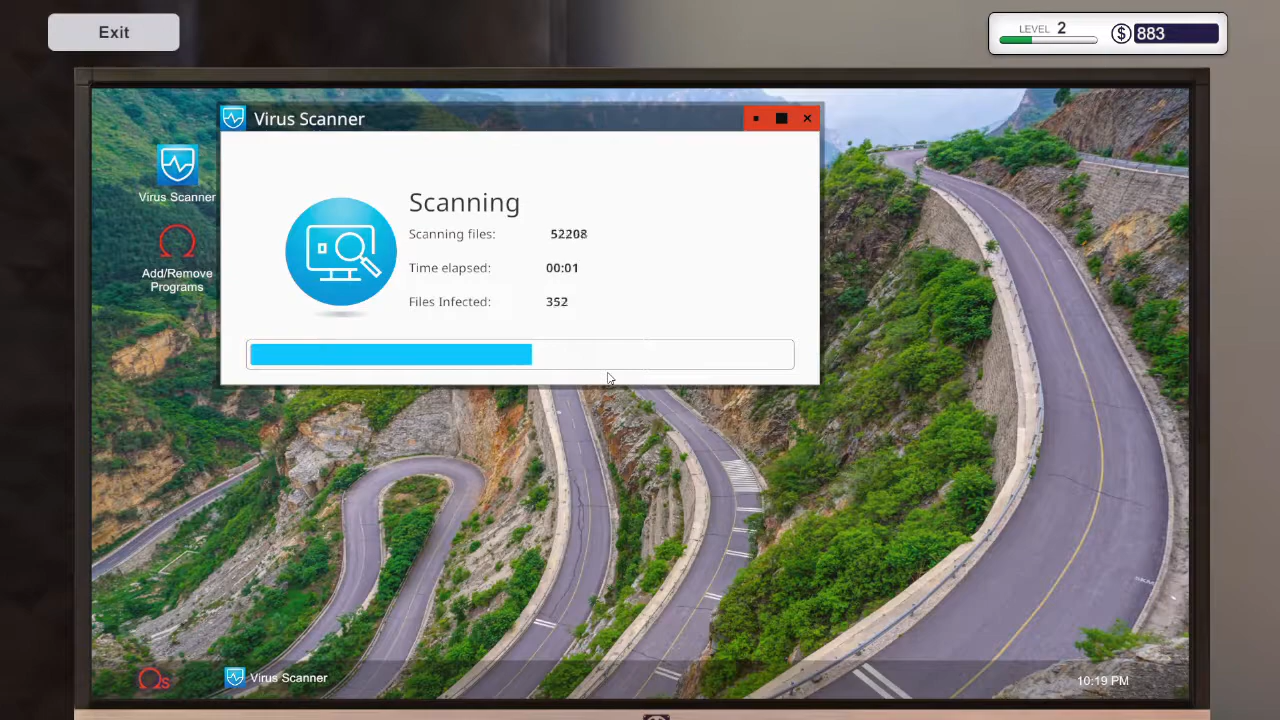 Exit
LEVEL 2
$ 883
Virus Scanner
Virus Scanner
Scanning
Scanning files: 52208
Time elapsed: 00:01
Files Infected: 352
Add/Remove
Programs
Ωs
Virus Scanner
10:19 PM